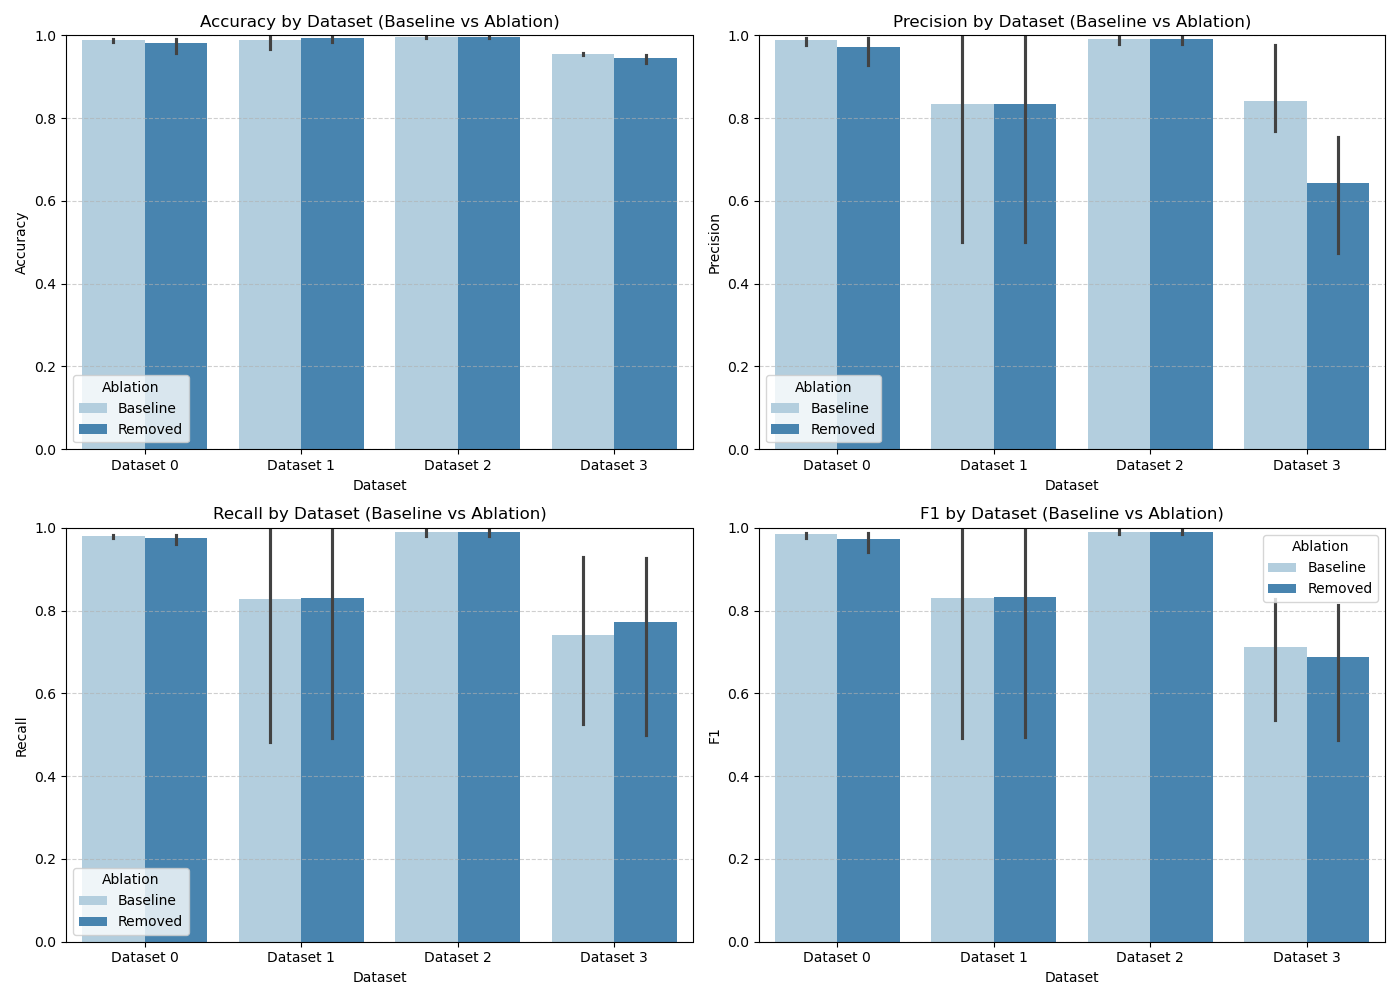 Accuracy by Dataset (Baseline vs Ablation)
1.0
0.8
0.6
0.4
0.2
0.0
Accuracy
Ablation
Baseline
Removed
Dataset 0
Dataset 1
Dataset 2
Dataset 3
Dataset
Precision by Dataset (Baseline vs Ablation)
1.0
0.8
0.6
0.4
0.2
0.0
Precision
Ablation
Baseline
Removed
Dataset 0
Dataset 1
Dataset 2
Dataset 3
Dataset
Recall by Dataset (Baseline vs Ablation)
1.0
0.8
0.6
0.4
0.2
0.0
Recall
Ablation
Baseline
Removed
Dataset 0
Dataset 1
Dataset 2
Dataset 3
Dataset
F1 by Dataset (Baseline vs Ablation)
1.0
0.8
0.6
0.4
0.2
0.0
F1
Ablation
Baseline
Removed
Dataset 0
Dataset 1
Dataset 2
Dataset 3
Dataset